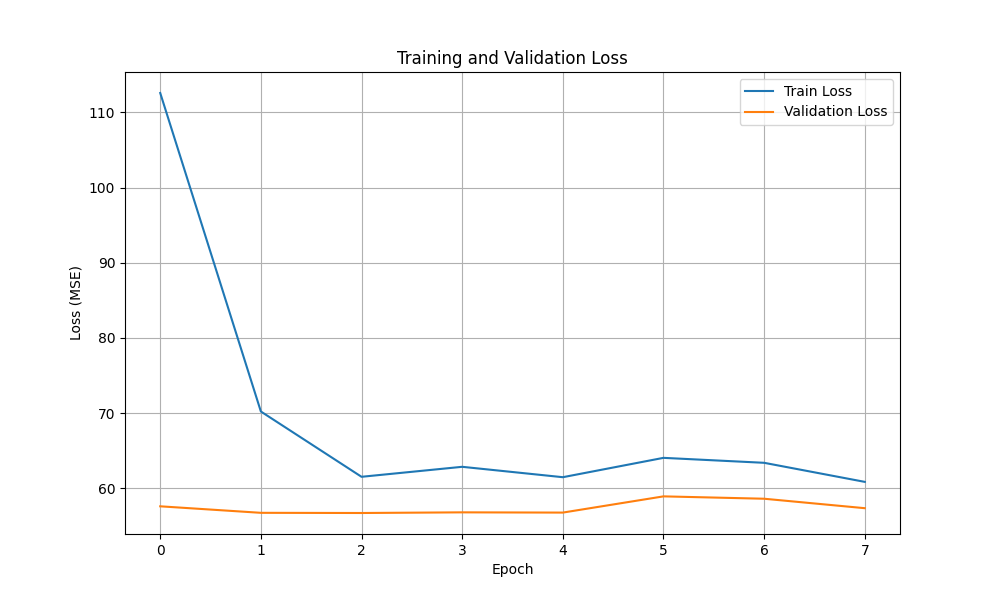 Training and Validation Loss
Train Loss
Validation Loss
110
100
90
80
70
60
Loss (MSE)
0 1 2 3 4 5 6 7
Epoch